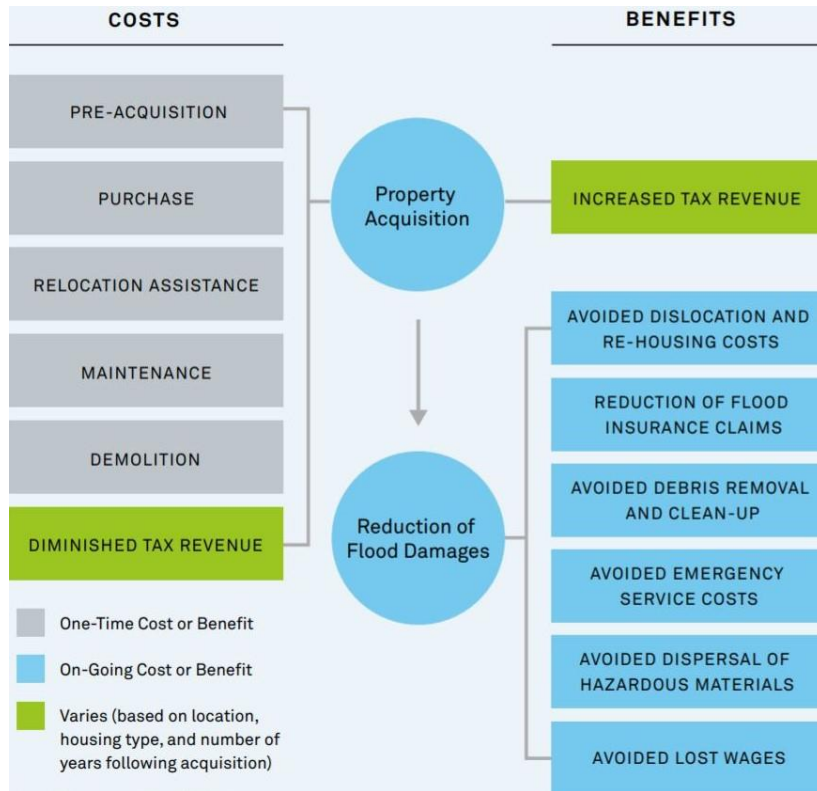 COSTS
PRE-ACQUISITION
PURCHASE
RELOCATION ASSISTANCE
MAINTENANCE
DEMOLITION
DIMINISHED TAX REVENUE
One-Time Cost or Benefit
On-Going Cost or Benefit
Varies (based on location,
housing type, and number of
years following acquisition)
Property
Acquisition
Reduction of
Flood Damages
BENEFITS
INCREASED TAX REVENUE
AVOIDED DISLOCATION AND
RE-HOUSING COSTS
REDUCTION OF FLOOD
INSURANCE CLAIMS
AVOIDED DEBRIS REMOVAL
AND CLEAN-UP
AVOIDED EMERGENCY
SERVICE COSTS
AVOIDED DISPERSAL OF
HAZARDOUS MATERIALS
AVOIDED LOST WAGES